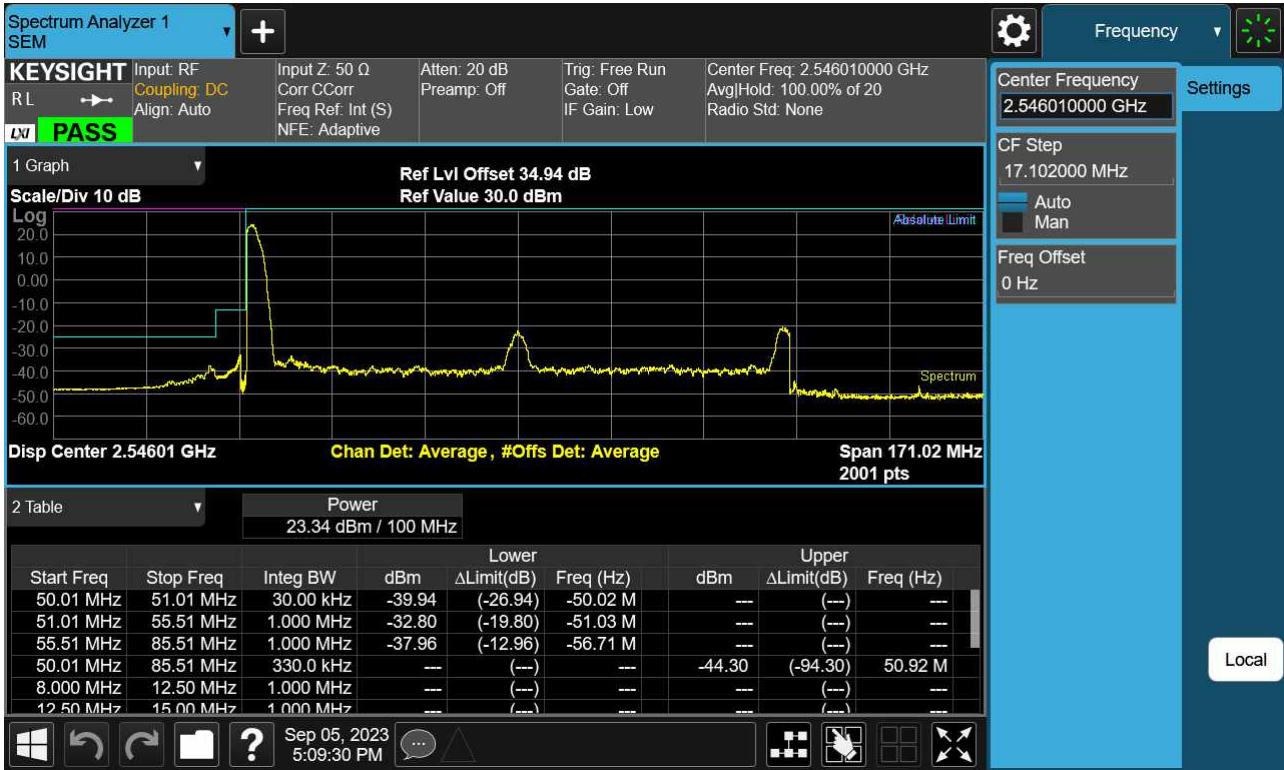 Spectrum Analyzer 1
SEM
Frequency
KEYSIGHT
R L
LXI
PASS
Input: RF
Coupling: DC
Align: Auto
Input Z: 50 Ω
Corr CCorr
Freq Ref: Int (S)
NFE: Adaptive
Atten: 20 dB
Preamp: Off
Trig: Free Run
Gate: Off
IF Gain: Low
Center Freq: 2.546010000 GHz
Avg|Hold: 100.00% of 20
Radio Std: None
Center Frequency
2.546010000 GHz
Settings
CF Step
17.102000 MHz
Auto
Man
Freq Offset
0 Hz
Local
1 Graph
Scale/Div 10 dB
Ref Lvl Offset 34.94 dB
Ref Value 30.0 dBm
Log
Absolute Limit
20.0
10.0
0.00
-10.0
-20.0
-30.0
-40.0
-50.0
-60.0
Spectrum
Disp Center 2.54601 GHz
Chan Det: Average , #Offs Det: Average
Span 171.02 MHz
2001 pts
2 Table
Power
23.34 dBm / 100 MHz
Lower Upper
Start Freq Stop Freq Integ BW dBm ΔLimit(dB) Freq (Hz) dBm ΔLimit(dB) Freq (Hz)
50.01 MHz 51.01 MHz 30.00 kHz -39.94 (-26.94) -50.02 M --- (---) ---
51.01 MHz 55.51 MHz 1.000 MHz -32.80 (-19.80) -51.03 M --- (---) ---
55.51 MHz 85.51 MHz 1.000 MHz -37.96 (-12.96) -56.71 M --- (---) ---
50.01 MHz 85.51 MHz 330.0 kHz --- (---) --- -44.30 (-94.30) 50.92 M
8.000 MHz 12.50 MHz 1.000 MHz --- (---) --- --- (---) ---
12.50 MHz 15.00 MHz 1.000 MHz --- (---) --- --- (---) ---
Sep 05, 2023
5:09:30 PM